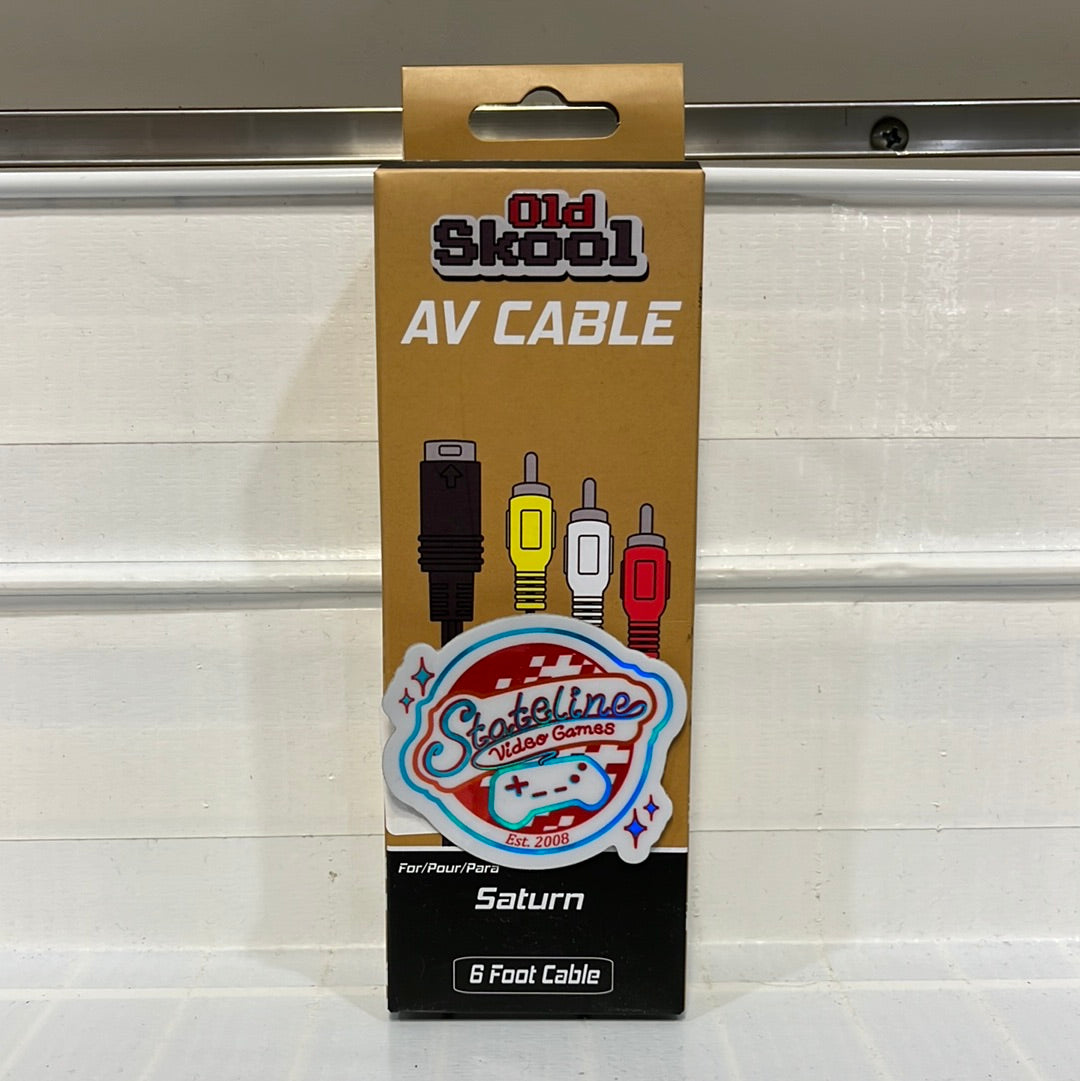 Old
Skool
AV CABLE
Stateline
Video Games
Est. 2008
For/Pour/Para
Saturn
6 Foot Cable